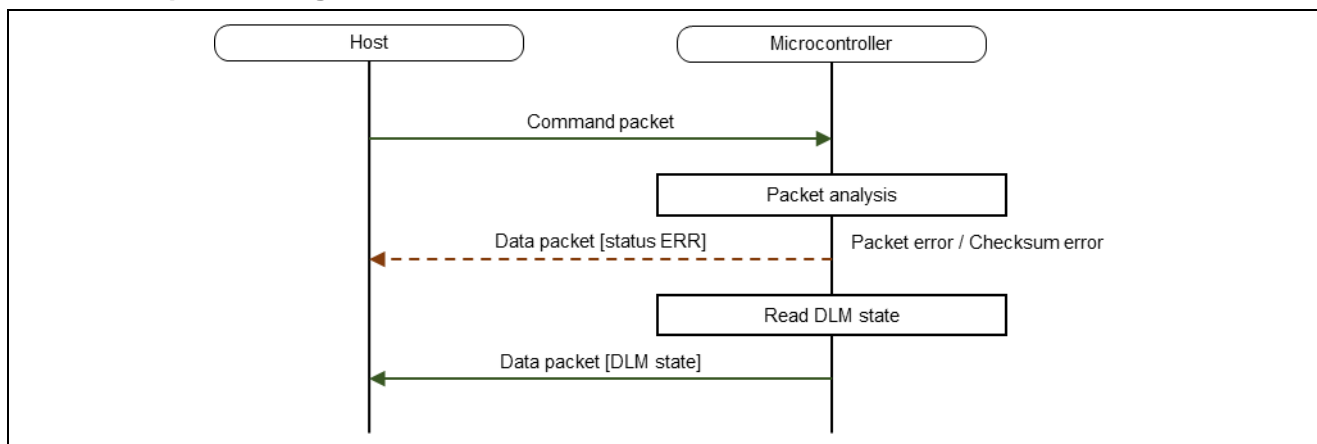 Host
Microcontroller
Command packet
Packet analysis
Data packet [status ERR]
Packet error / Checksum error
Read DLM state
Data packet [DLM state]